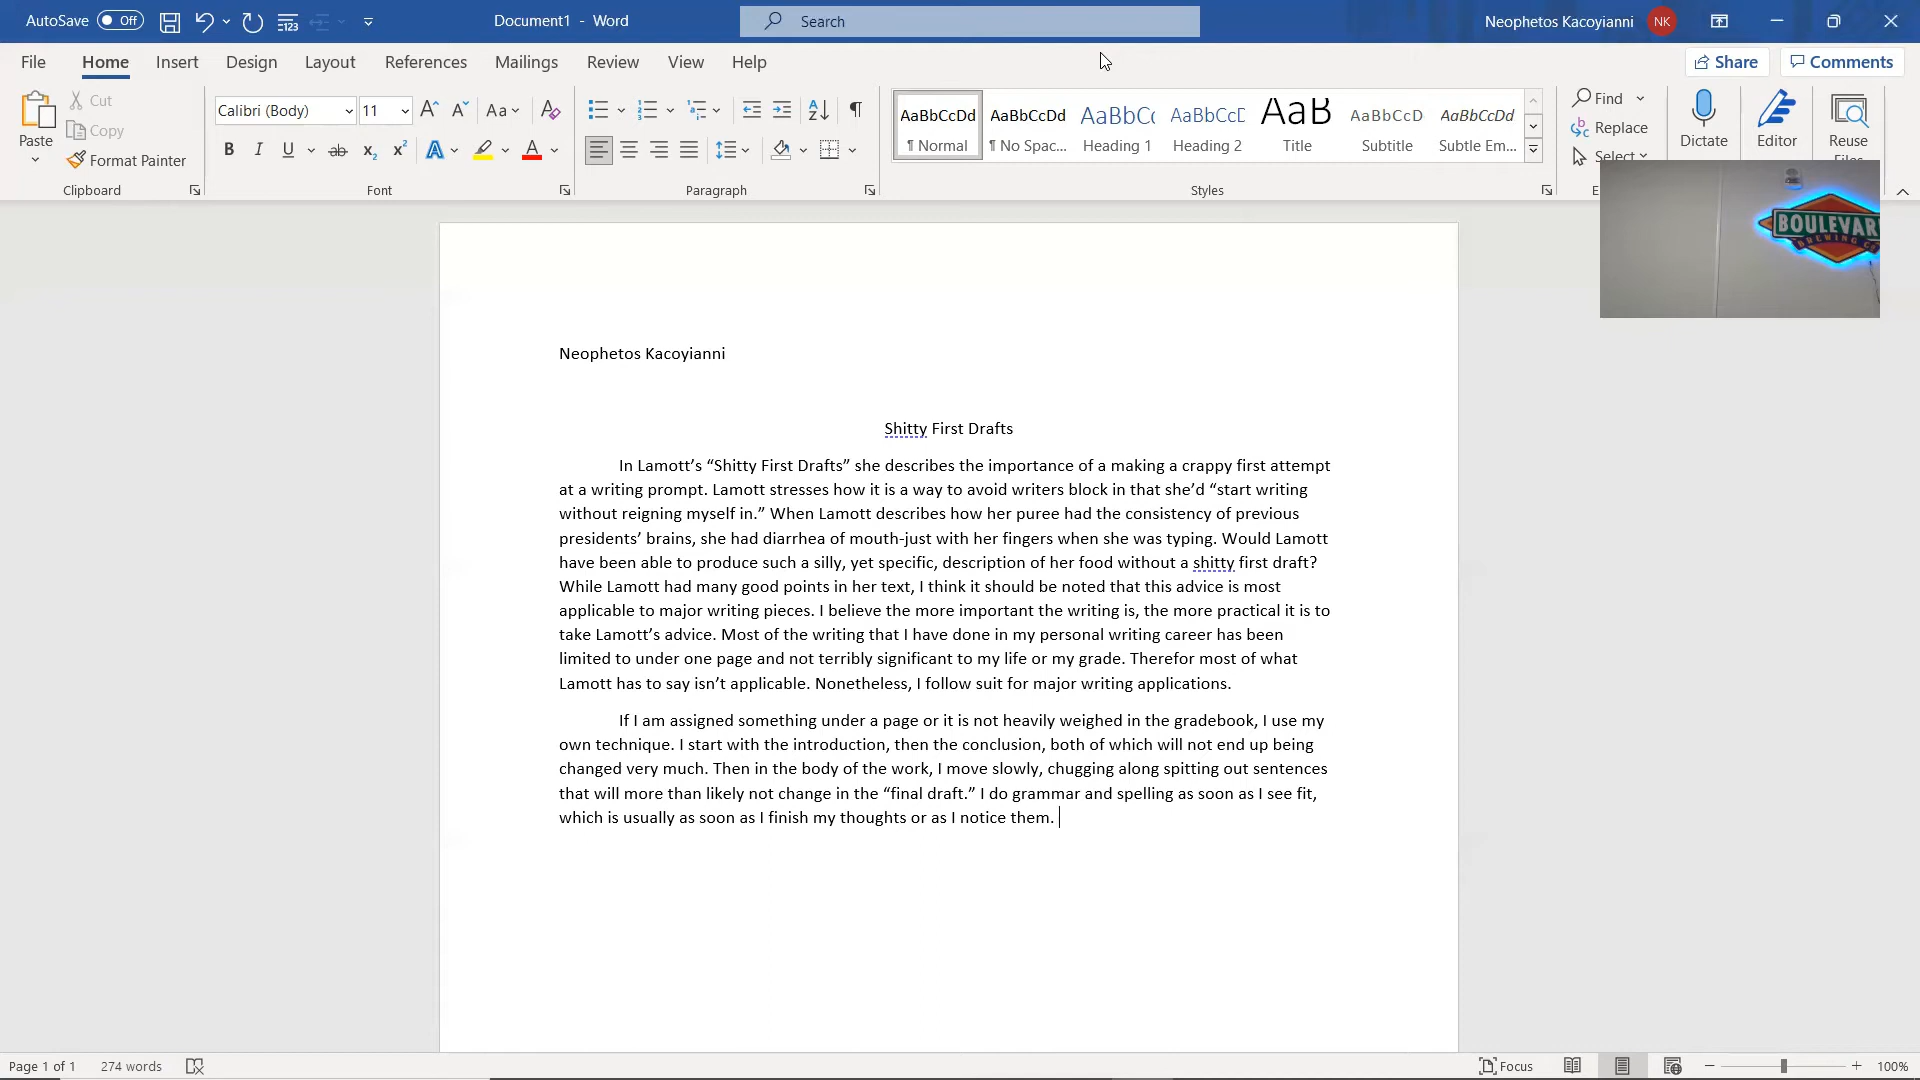 AutoSave Off Document1 - Word Search Neophetos Kacoyianni NK
File Home Insert Design Layout References Mailings Review View Help Share Comments
Paste Cut Copy Format Painter Clipboard
Calibri (Body) 11 Font
Paragraph
AaBbCcDd ¶ Normal
AaBbCcDd ¶ No Spac...
AaBbCc Heading 1
AaBbCcD Heading 2
AaB Title
AaBbCcD Subtitle
AaBbCcDd Subtle Em...
Styles
Find Replace Select
Dictate Editor Reuse Files
BOULEVAR
BREWING CO
Neophetos Kacoyianni
Shitty First Drafts
In Lamott’s “Shitty First Drafts” she describes the importance of a making a crappy first attempt
at a writing prompt. Lamott stresses how it is a way to avoid writers block in that she’d “start writing
without reigning myself in.” When Lamott describes how her puree had the consistency of previous
presidents’ brains, she had diarrhea of mouth-just with her fingers when she was typing. Would Lamott
have been able to produce such a silly, yet specific, description of her food without a shitty first draft?
While Lamott had many good points in her text, I think it should be noted that this advice is most
applicable to major writing pieces. I believe the more important the writing is, the more practical it is to
take Lamott’s advice. Most of the writing that I have done in my personal writing career has been
limited to under one page and not terribly significant to my life or my grade. Therefor most of what
Lamott has to say isn’t applicable. Nonetheless, I follow suit for major writing applications.
If I am assigned something under a page or it is not heavily weighed in the gradebook, I use my
own technique. I start with the introduction, then the conclusion, both of which will not end up being
changed very much. Then in the body of the work, I move slowly, chugging along spitting out sentences
that will more than likely not change in the “final draft.” I do grammar and spelling as soon as I see fit,
which is usually as soon as I finish my thoughts or as I notice them.
Page 1 of 1 274 words Focus 100%